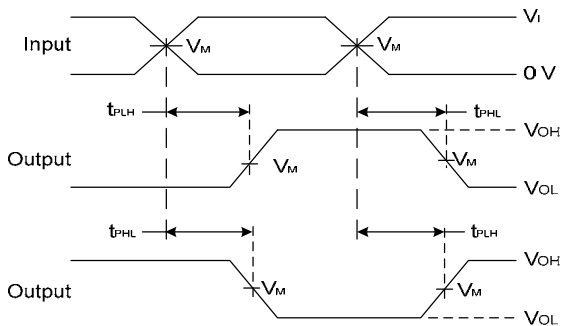 VI
Input VM VM
0 V
tPLH tPHL
VOH
Output VM VM
VOL
tPHL tPLH
VOH
Output VM VM
VOL